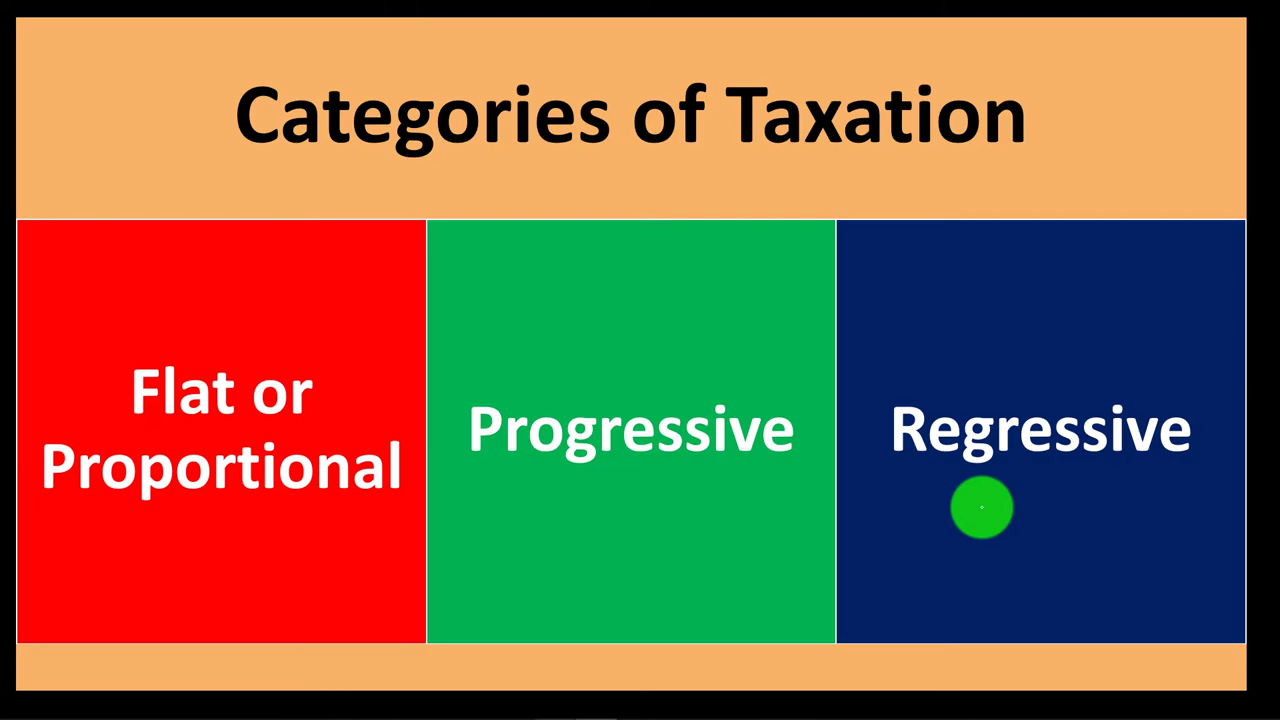 Categories of Taxation
Flat or
Proportional
Progressive
Regressive